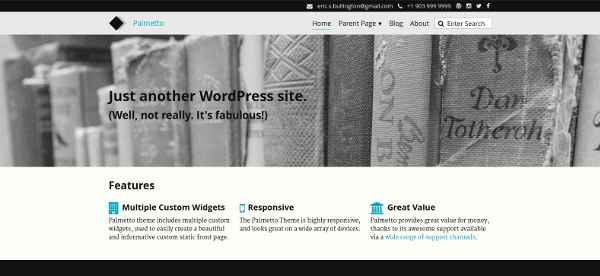 eric.s.bullington@gmail.com +1 903 999 9999
Palmetto Home Parent Page ▾ Blog About Enter Search
Just another WordPress site.
(Well, not really. It's fabulous!)
ON B
Dan
Tolheroh
Features
Multiple Custom Widgets
Palmetto theme includes multiple custom
widgets, used to easily create a beautiful
and informative custom static front page.
Responsive
The Palmetto Theme is highly responsive,
and looks great on a wide array of devices.
Great Value
Palmetto provides great value for money,
thanks to its awesome support available
via a wide range of support channels.